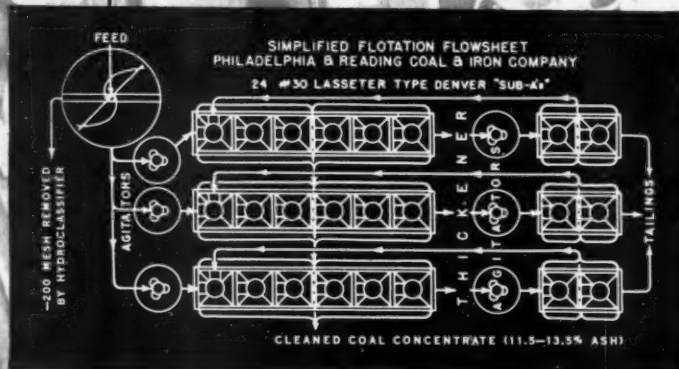 FEED
SIMPLIFIED FLOTATION FLOWSHEET
PHILADELPHIA & READING COAL & IRON COMPANY
24 #30 LASSETER TYPE DENVER "SUB-A's"
-200 MESH REMOVED
BY HYDROCLASSIFIER
AGITATORS
THICKENER
AGITATORS
TAILINGS
CLEANED COAL CONCENTRATE (11.5—13.5% ASH)